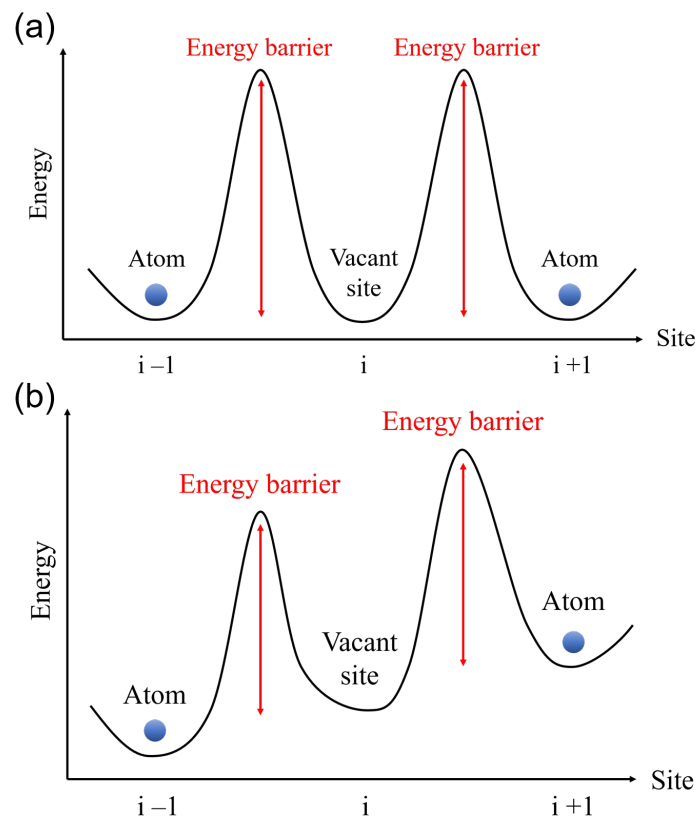 (a)
Energy barrier
Energy barrier
Energy
Atom
Vacant
site
Atom
Site
i –1
i
i +1
(b)
Energy barrier
Energy barrier
Energy
Atom
Vacant
site
Atom
Site
i –1
i
i +1